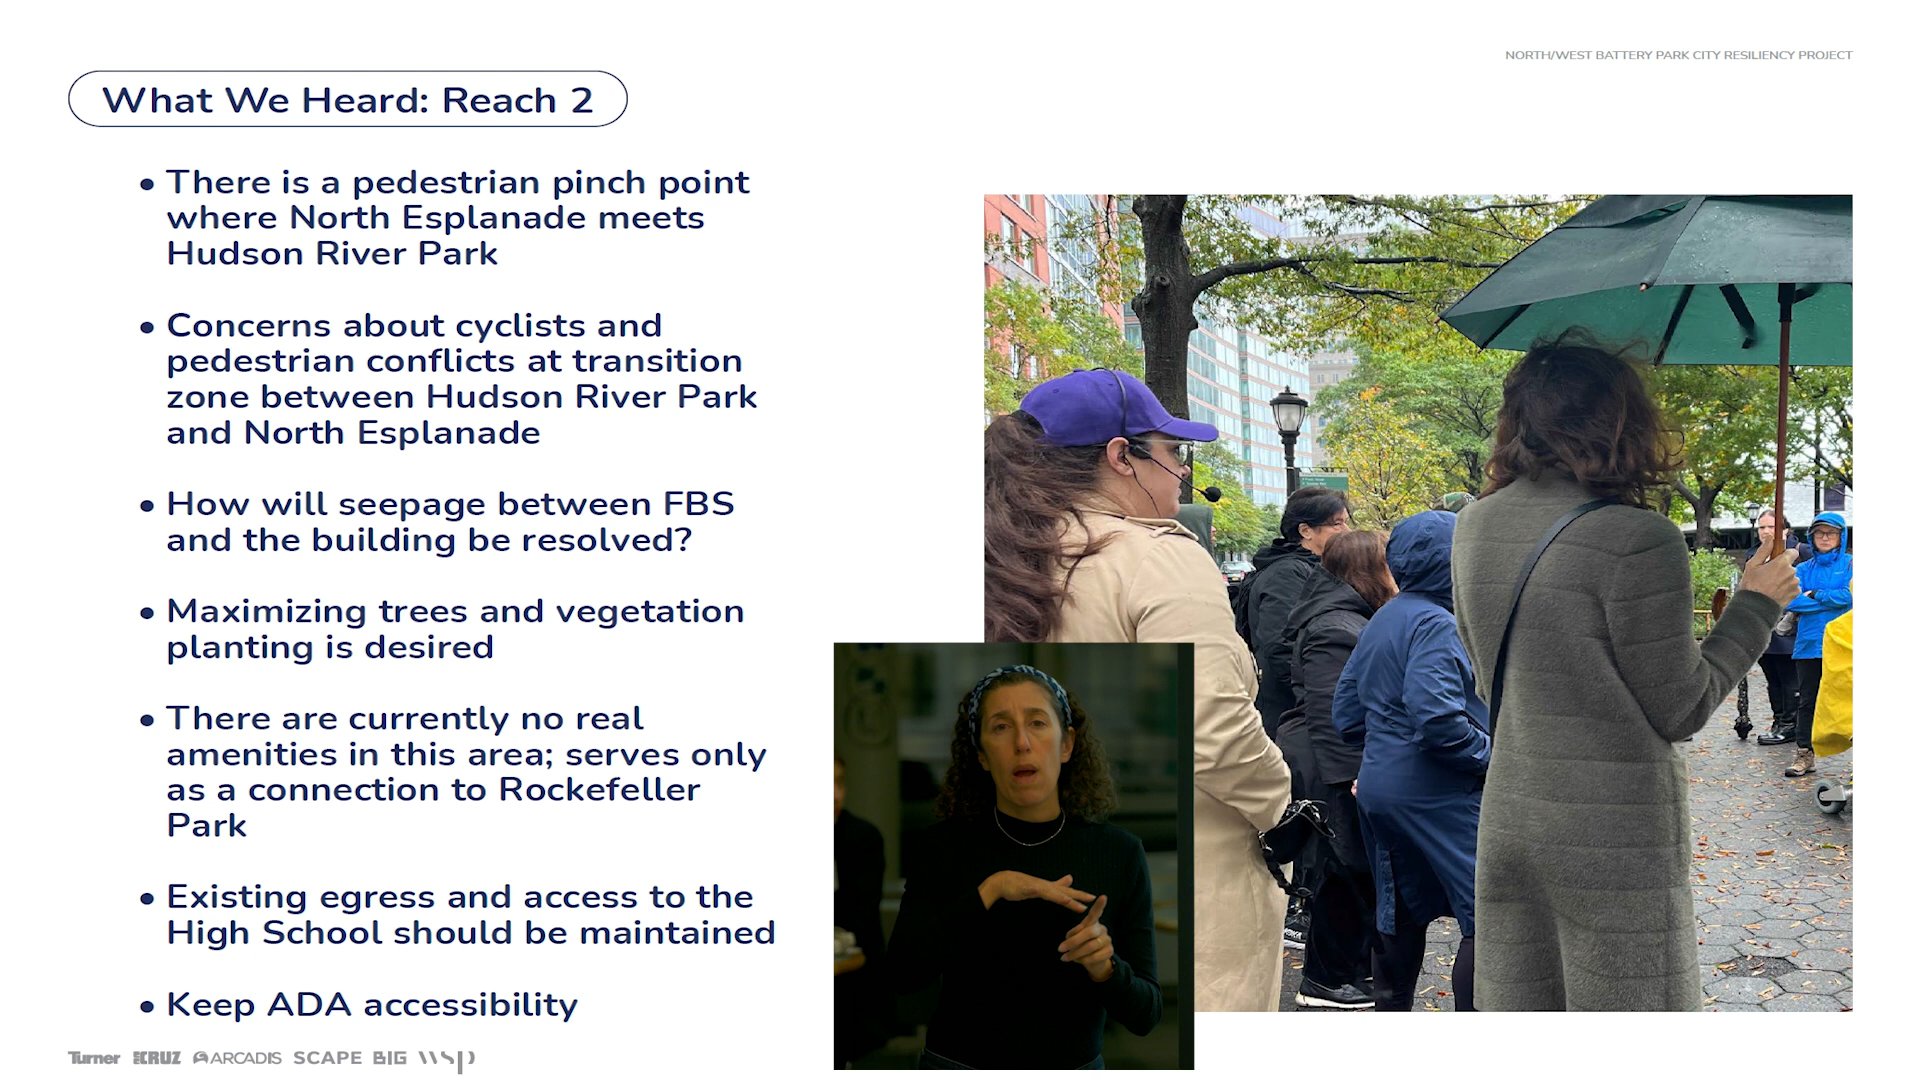 NORTH/WEST BATTERY PARK CITY RESILIENCY PROJECT
What We Heard: Reach 2
• There is a pedestrian pinch point
where North Esplanade meets
Hudson River Park
• Concerns about cyclists and
pedestrian conflicts at transition
zone between Hudson River Park
and North Esplanade
• How will seepage between FBS
and the building be resolved?
• Maximizing trees and vegetation
planting is desired
• There are currently no real
amenities in this area; serves only
as a connection to Rockefeller
Park
• Existing egress and access to the
High School should be maintained
• Keep ADA accessibility
Turner CRUZ ARCADIS SCAPE BIG WSP